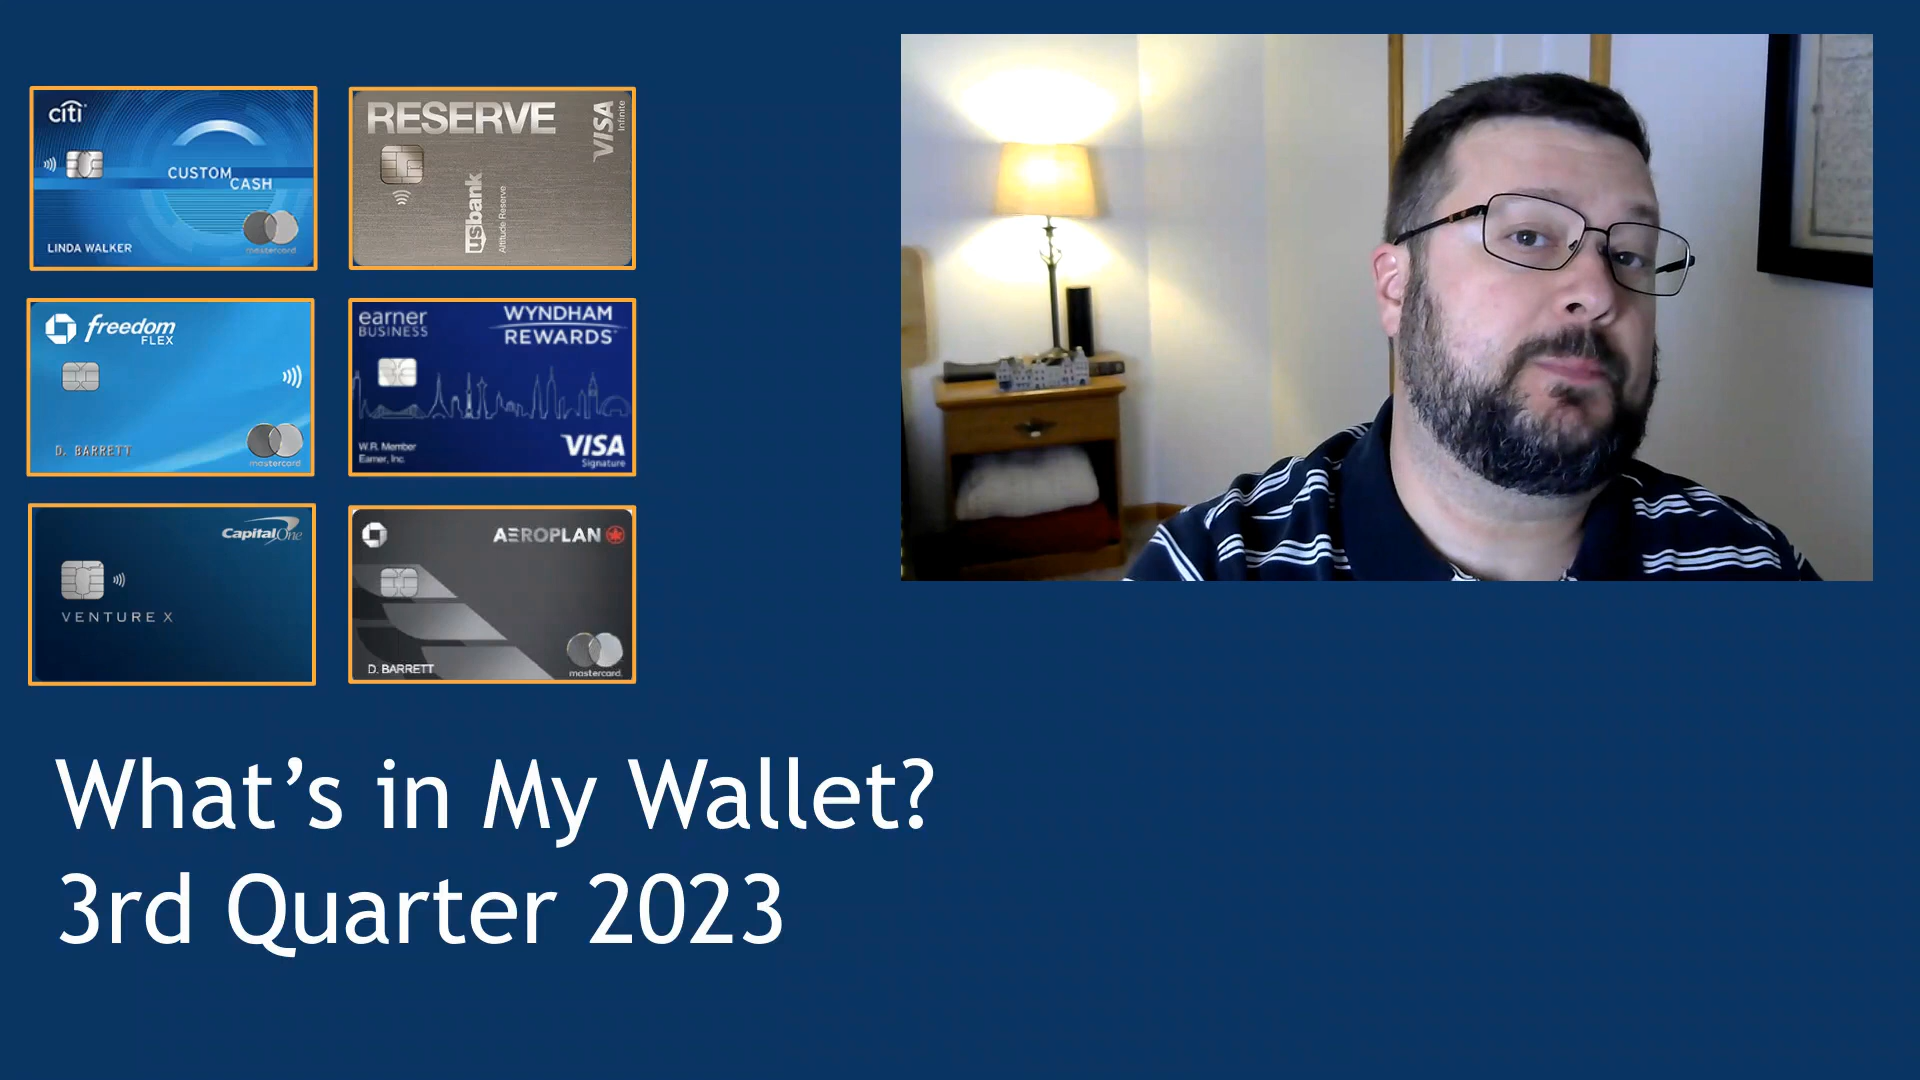 citi
CUSTOM
CASH
LINDA WALKER
mastercard
RESERVE
VISA
Infinite
usbank
Altitude Reserve
freedom
FLEX
D. BARRETT
mastercard
earner
BUSINESS
WYNDHAM
REWARDS
W.R. Member
Earner, Inc.
VISA
Signature
Capital One
VENTURE X
AEROPLAN
D. BARRETT
mastercard.
What's in My Wallet?
3rd Quarter 2023